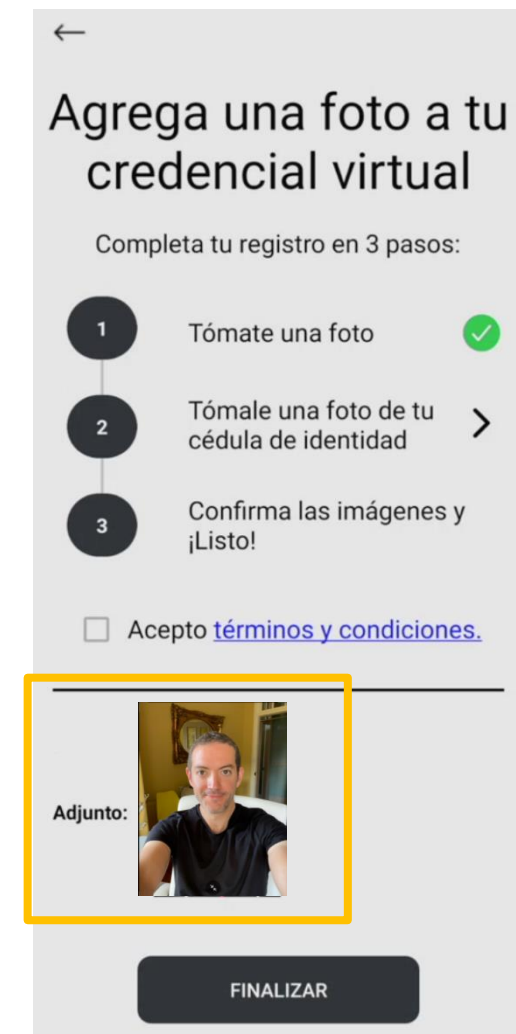 Agrega una foto a tu
credencial virtual
Completa tu registro en 3 pasos:
1
Tómate una foto
2
Tómale una foto de tu
cédula de identidad
3
Confirma las imágenes y
¡Listo!
Acepto términos y condiciones.
Adjunto:
FINALIZAR